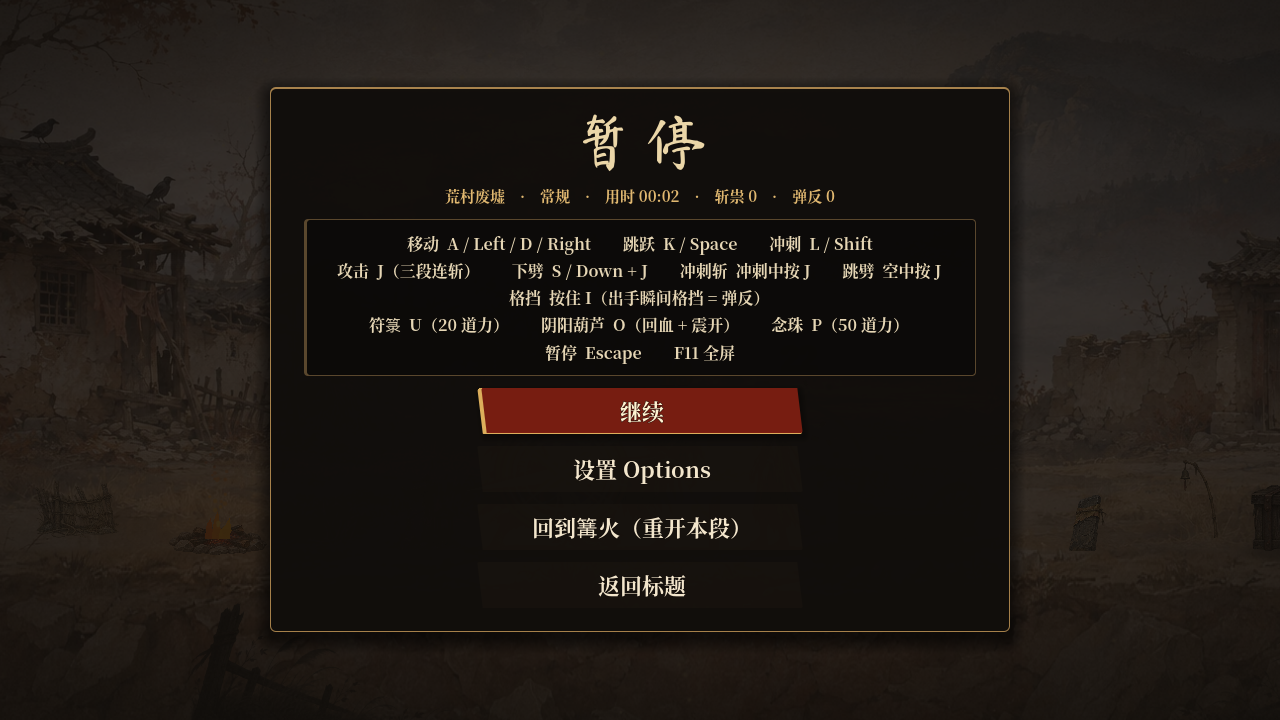 暂停
荒村废墟 · 常规 · 用时 00:02 · 斩祟 0 · 弹反 0
移动 A / Left / D / Right 跳跃 K / Space 冲刺 L / Shift
攻击 J（三段连斩） 下劈 S / Down + J 冲刺斩 冲刺中按 J 跳劈 空中按 J
格挡 按住 I（出手瞬间格挡 = 弹反）
符箓 U（20 道力） 阴阳葫芦 O（回血 + 震开） 念珠 P（50 道力）
暂停 Escape F11 全屏
继续
设置 Options
回到篝火（重开本段）
返回标题